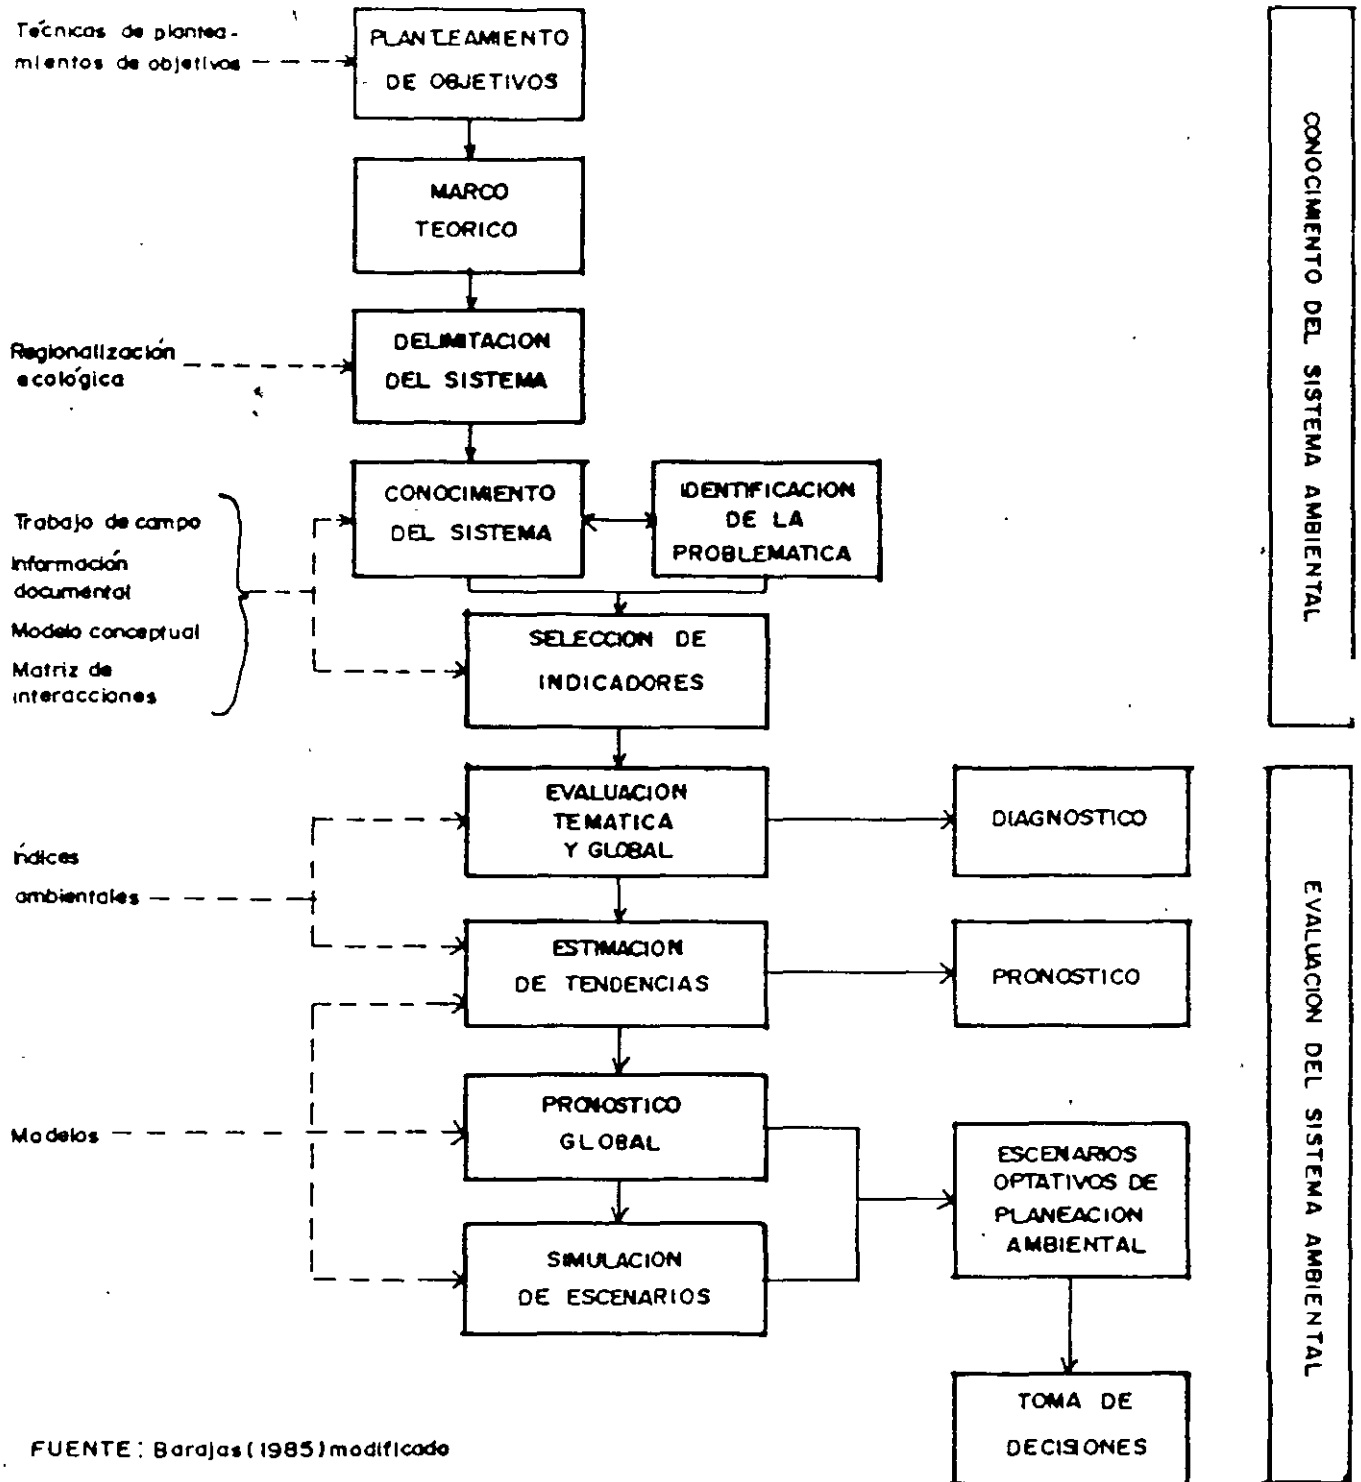 Técnicas de plantea-
mientos de objetivos
PLANTEAMIENTO
DE OBJETIVOS
MARCO
TEORICO
Regionalización
ecológica
DELIMITACION
DEL SISTEMA
CONOCIMIENTO
DEL SISTEMA
IDENTIFICACION
DE LA
PROBLEMATICA
Trabajo de campo
Información
documental
Modelo conceptual
Matriz de
interacciones
SELECCION DE
INDICADORES
CONOCIMIENTO DEL SISTEMA AMBIENTAL
EVALUACION
TEMATICA
Y GLOBAL
DIAGNOSTICO
Índices
ambientales
ESTIMACION
DE TENDENCIAS
PRONOSTICO
Modelos
PRONOSTICO
GLOBAL
SIMULACION
DE ESCENARIOS
ESCENARIOS
OPTATIVOS DE
PLANEACION
AMBIENTAL
TOMA DE
DECISIONES
EVALUACION DEL SISTEMA AMBIENTAL
FUENTE: Barajas (1985) modificado